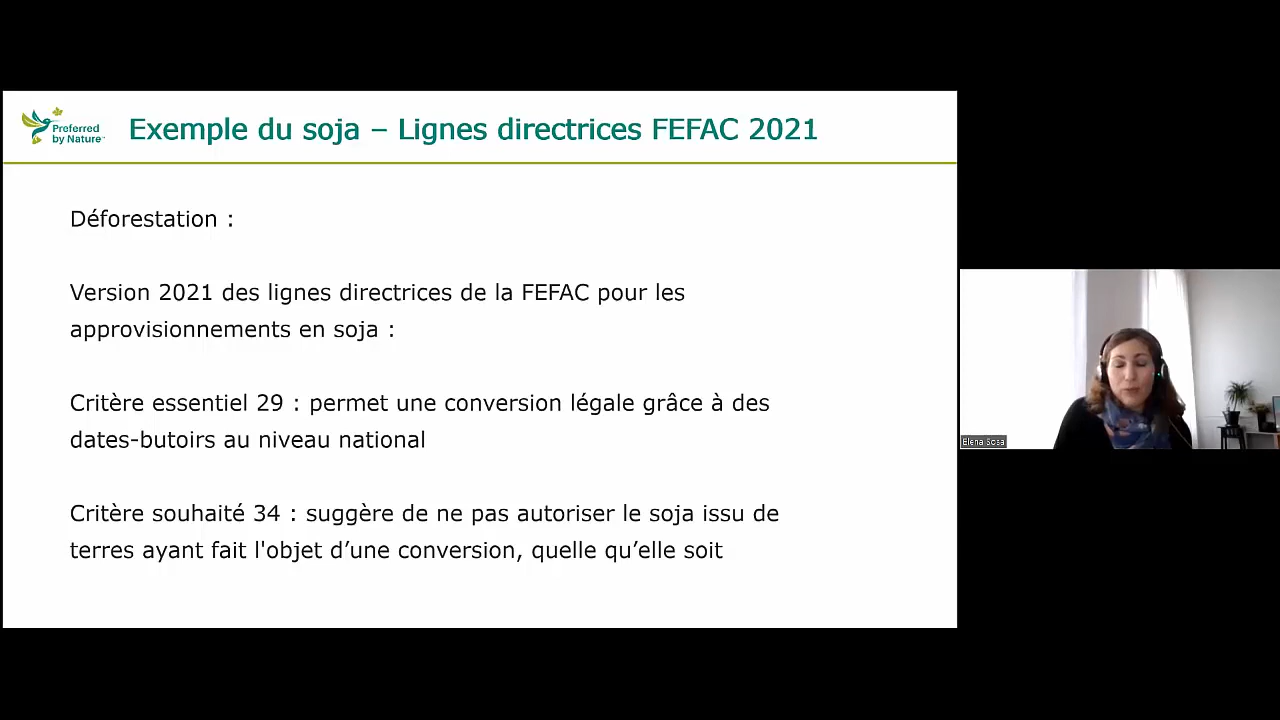 Preferred
by Nature™
Exemple du soja – Lignes directrices FEFAC 2021
Déforestation :
Version 2021 des lignes directrices de la FEFAC pour les
approvisionnements en soja :
Critère essentiel 29 : permet une conversion légale grâce à des
dates-butoirs au niveau national
Critère souhaité 34 : suggère de ne pas autoriser le soja issu de
terres ayant fait l'objet d’une conversion, quelle qu’elle soit
Elena Sosa